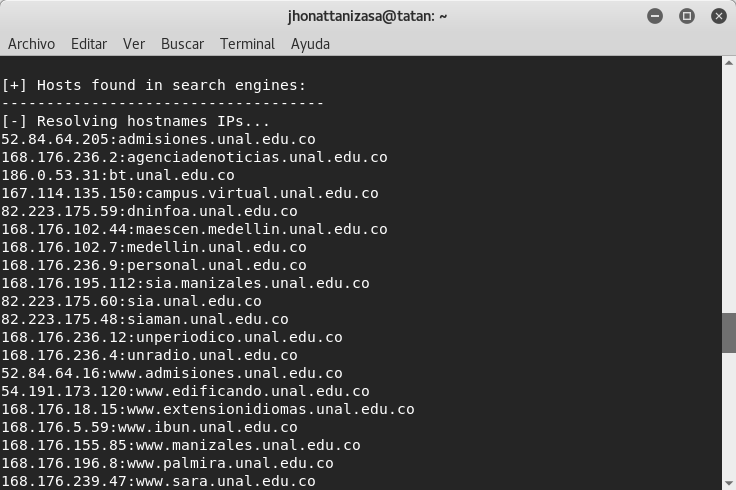 jhonattanizasa@tatan: ~
Archivo Editar Ver Buscar Terminal Ayuda
[+] Hosts found in search engines:
------------------------------------
[-] Resolving hostnames IPs...
52.84.64.205:admisiones.unal.edu.co
168.176.236.2:agenciadenoticias.unal.edu.co
186.0.53.31:bt.unal.edu.co
167.114.135.150:campus.virtual.unal.edu.co
82.223.175.59:dninfoa.unal.edu.co
168.176.102.44:maescen.medellin.unal.edu.co
168.176.102.7:medellin.unal.edu.co
168.176.236.9:personal.unal.edu.co
168.176.195.112:sia.manizales.unal.edu.co
82.223.175.60:sia.unal.edu.co
82.223.175.48:siaman.unal.edu.co
168.176.236.12:unperiodico.unal.edu.co
168.176.236.4:unradio.unal.edu.co
52.84.64.16:www.admisiones.unal.edu.co
54.191.173.120:www.edificando.unal.edu.co
168.176.18.15:www.extensionidiomas.unal.edu.co
168.176.5.59:www.ibun.unal.edu.co
168.176.155.85:www.manizales.unal.edu.co
168.176.196.8:www.palmira.unal.edu.co
168.176.239.47:www.sara.unal.edu.co